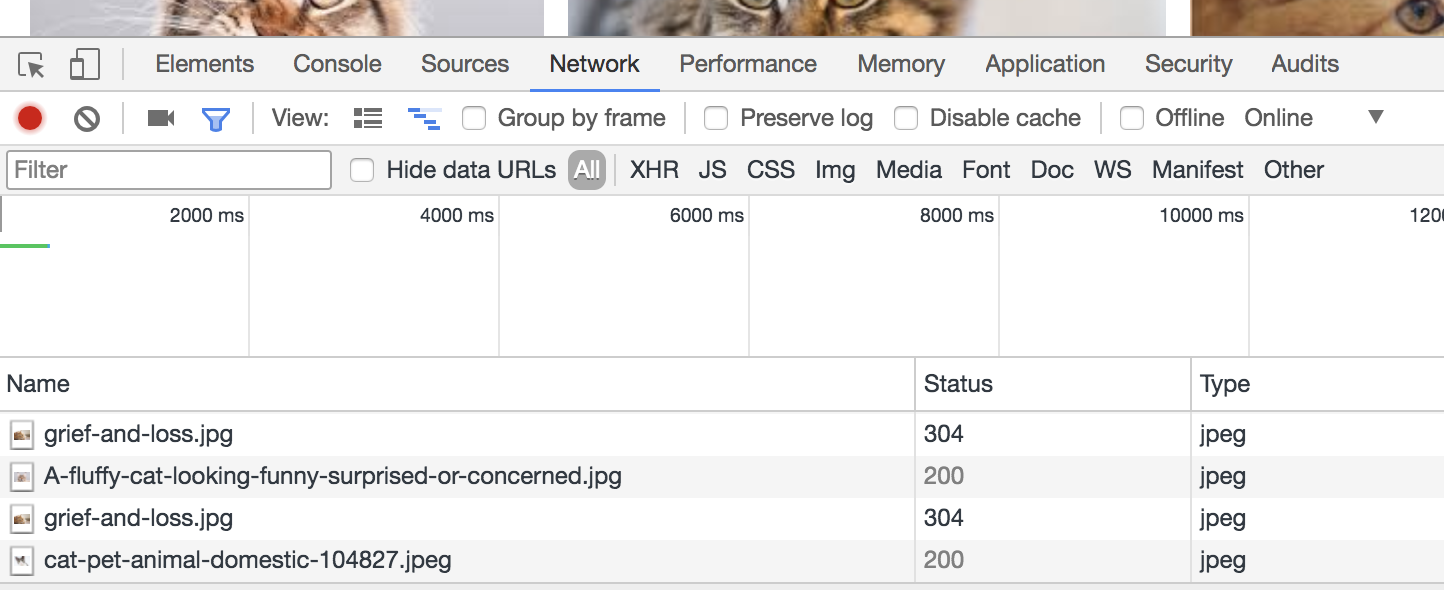 Elements Console Sources Network Performance Memory Application Security Audits
View: Group by frame Preserve log Disable cache Offline Online
Filter Hide data URLs All XHR JS CSS Img Media Font Doc WS Manifest Other
2000 ms 4000 ms 6000 ms 8000 ms 10000 ms
Name Status Type
grief-and-loss.jpg 304 jpeg
A-fluffy-cat-looking-funny-surprised-or-concerned.jpg 200 jpeg
grief-and-loss.jpg 304 jpeg
cat-pet-animal-domestic-104827.jpeg 200 jpeg